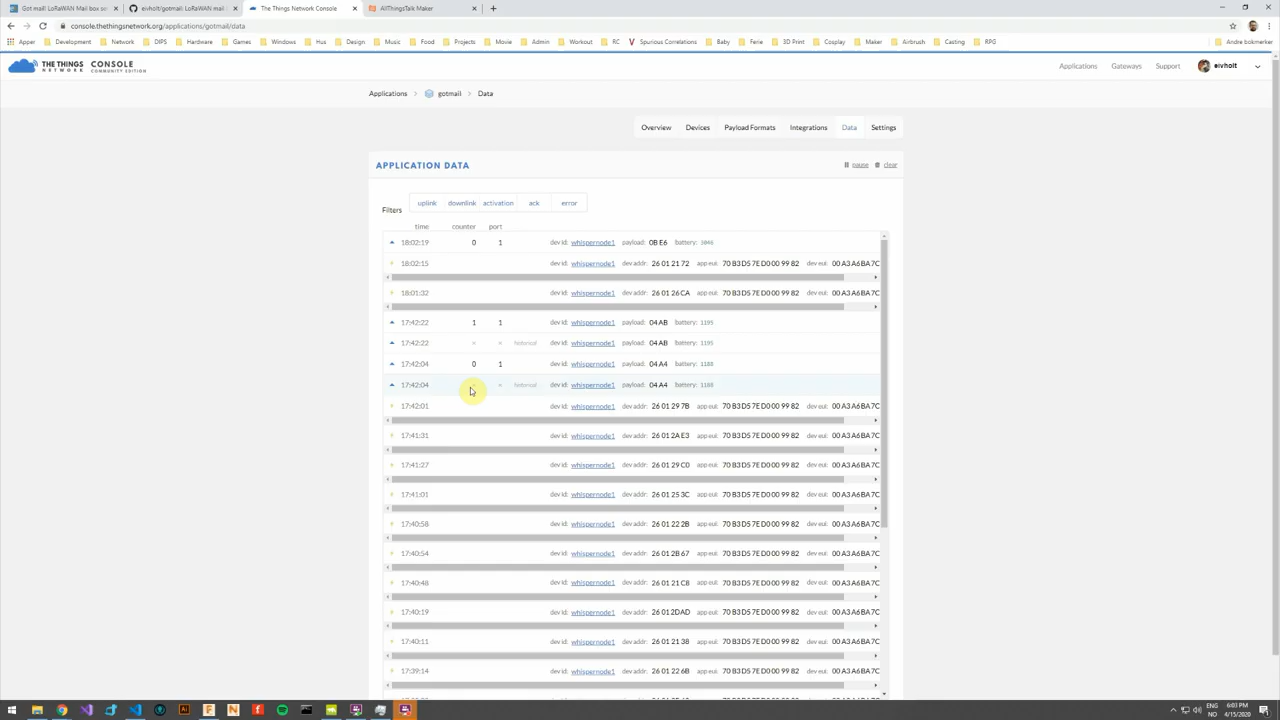 Got mail! LoRaWAN Mail box se
eivholt/gotmail: LoRaWAN mail
The Things Network Console
AllThingsTalk Maker
console.thethingsnetwork.org/applications/gotmail/data
Apper Development Network DIPS Hardware Games Windows Hus Design Music Food Projects Movie Admin Workout RC Spurious Correlations Baby Ferie 3D Print Cosplay Maker Airbrush Casting RPG Andre bokmerker
THE THINGS NETWORK
CONSOLE
COMMUNITY EDITION
Applications Gateways Support eivholt
Applications > gotmail > Data
Overview Devices Payload Formats Integrations Data Settings
APPLICATION DATA
pause clear
Filters uplink downlink activation ack error
time counter port
18:02:19 0 1 dev id: whispernode1 payload: 0B E6 battery: 3046
18:02:15 dev id: whispernode1 dev addr: 26 01 21 72 app eui: 70 B3 D5 7E D0 00 99 82 dev eui: 00 A3 A6 BA 7C
18:01:32 dev id: whispernode1 dev addr: 26 01 26 CA app eui: 70 B3 D5 7E D0 00 99 82 dev eui: 00 A3 A6 BA 7C
17:42:22 1 1 dev id: whispernode1 payload: 04 AB battery: 1195
17:42:22 × × historical dev id: whispernode1 payload: 04 AB battery: 1195
17:42:04 0 1 dev id: whispernode1 payload: 04 A4 battery: 1188
17:42:04 × historical dev id: whispernode1 payload: 04 A4 battery: 1188
17:42:01 dev id: whispernode1 dev addr: 26 01 29 7B app eui: 70 B3 D5 7E D0 00 99 82 dev eui: 00 A3 A6 BA 7C
17:41:31 dev id: whispernode1 dev addr: 26 01 2A E3 app eui: 70 B3 D5 7E D0 00 99 82 dev eui: 00 A3 A6 BA 7C
17:41:27 dev id: whispernode1 dev addr: 26 01 29 C0 app eui: 70 B3 D5 7E D0 00 99 82 dev eui: 00 A3 A6 BA 7C
17:41:01 dev id: whispernode1 dev addr: 26 01 25 3C app eui: 70 B3 D5 7E D0 00 99 82 dev eui: 00 A3 A6 BA 7C
17:40:58 dev id: whispernode1 dev addr: 26 01 22 2B app eui: 70 B3 D5 7E D0 00 99 82 dev eui: 00 A3 A6 BA 7C
17:40:54 dev id: whispernode1 dev addr: 26 01 2B 67 app eui: 70 B3 D5 7E D0 00 99 82 dev eui: 00 A3 A6 BA 7C
17:40:48 dev id: whispernode1 dev addr: 26 01 21 C8 app eui: 70 B3 D5 7E D0 00 99 82 dev eui: 00 A3 A6 BA 7C
17:40:19 dev id: whispernode1 dev addr: 26 01 2D AD app eui: 70 B3 D5 7E D0 00 99 82 dev eui: 00 A3 A6 BA 7C
17:40:11 dev id: whispernode1 dev addr: 26 01 21 38 app eui: 70 B3 D5 7E D0 00 99 82 dev eui: 00 A3 A6 BA 7C
17:39:14 dev id: whispernode1 dev addr: 26 01 22 6B app eui: 70 B3 D5 7E D0 00 99 82 dev eui: 00 A3 A6 BA 7C
ENG 6:03 PM
NO 4/15/2020